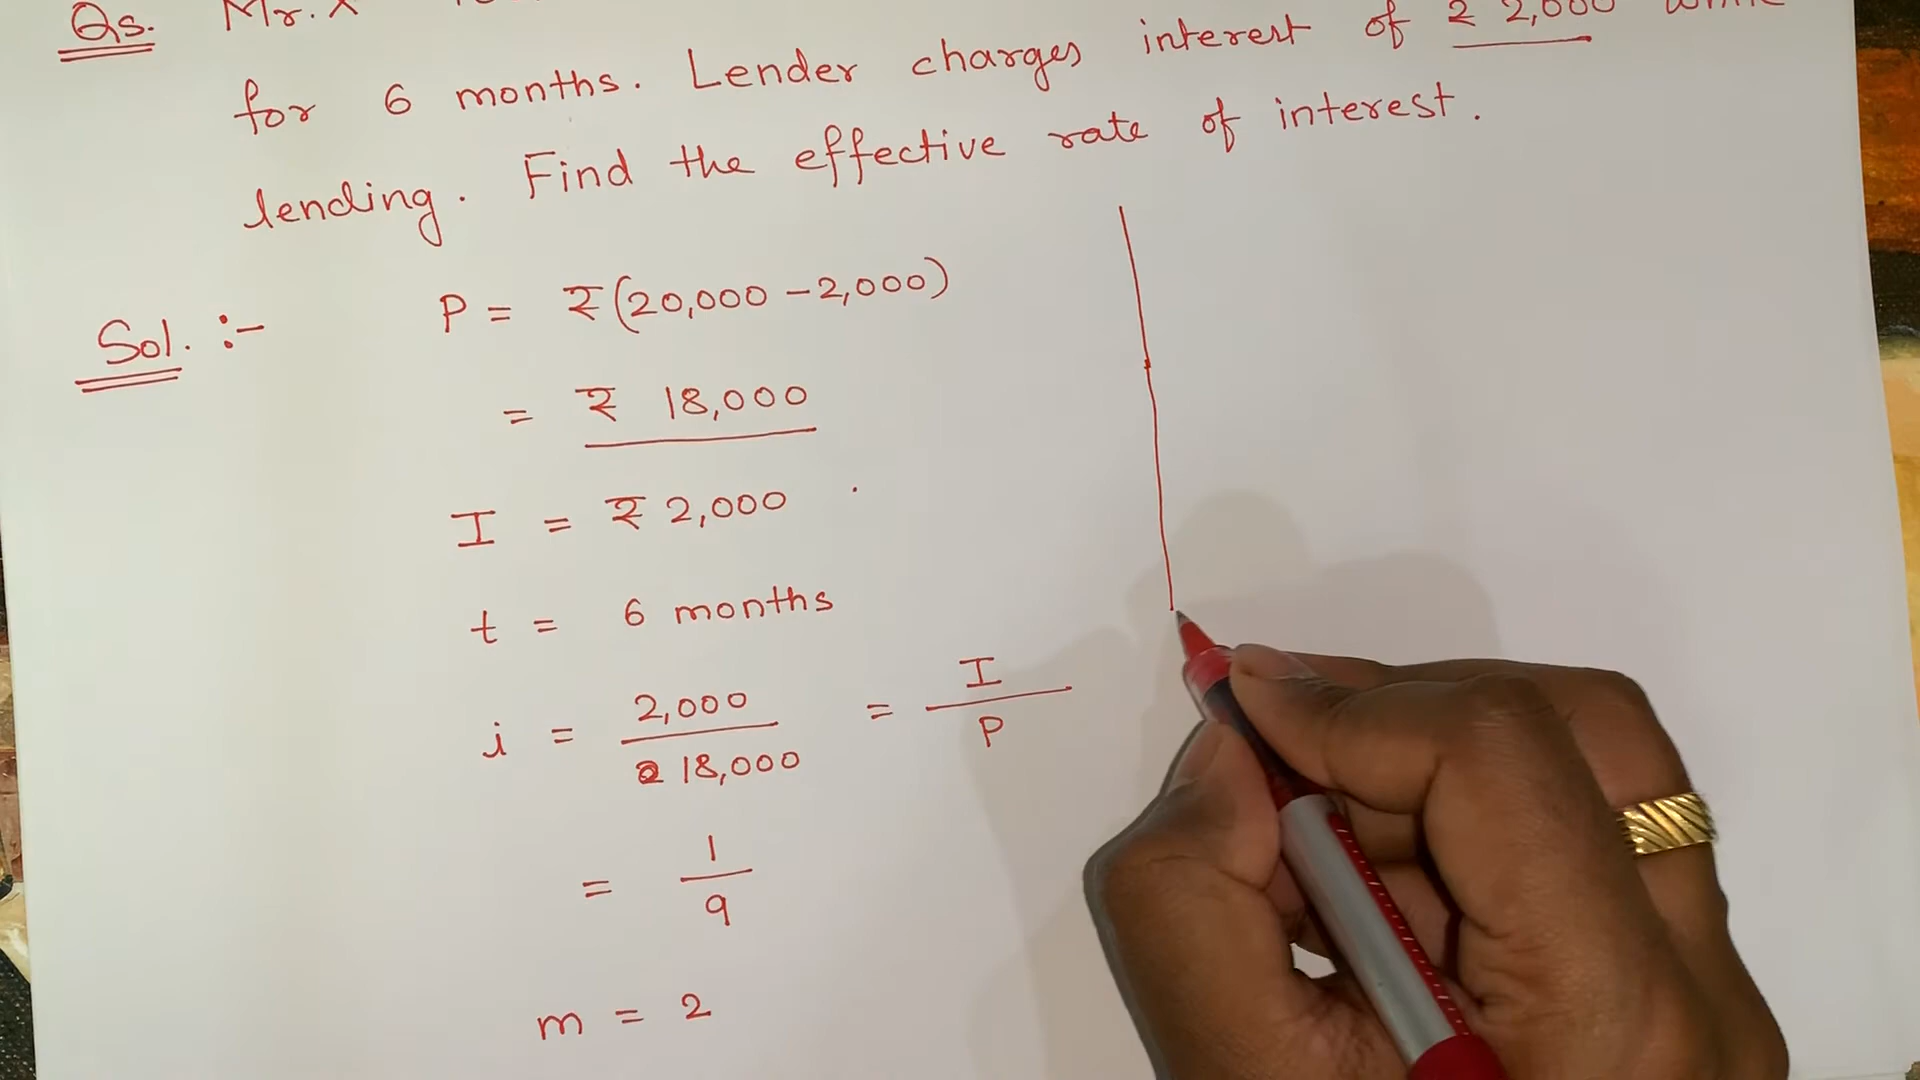 Qs. Mr. X
for 6 months. Lender charges interest of ₹ 2,000 while
lending. Find the effective rate of interest.
Sol. :- P = ₹(20,000 - 2,000)
= ₹ 18,000
I = ₹ 2,000
t = 6 months
i = 2,000 / 18,000 = I / P
= 1 / 9
m = 2